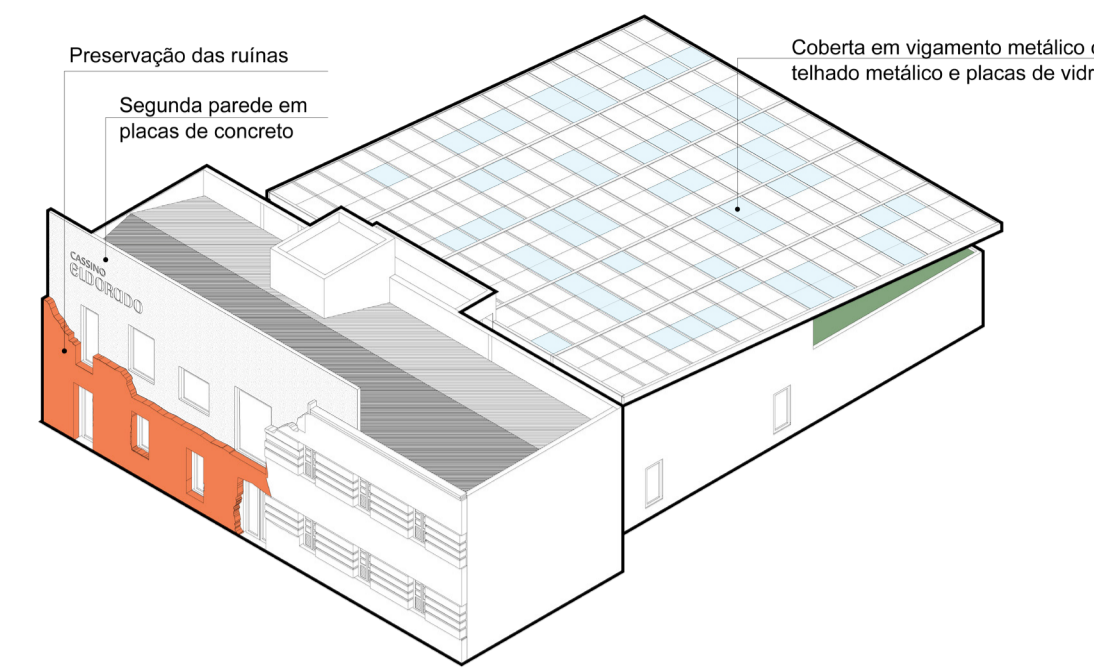 Preservação das ruínas
Segunda parede em
placas de concreto
Coberta em vigamento metálico
telhado metálico e placas de
CASSINO
eLDORADO